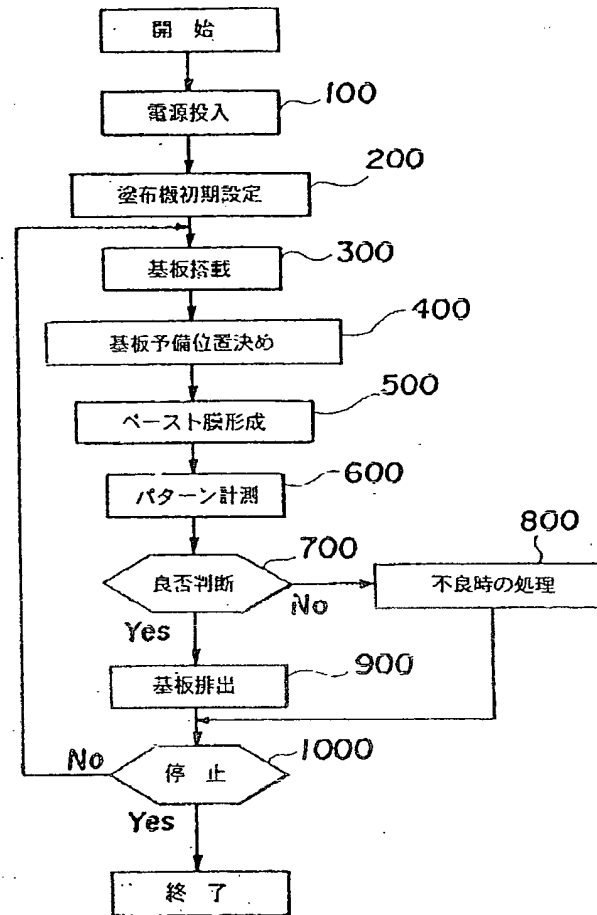 開 始
100
電源投入
200
塗布機初期設定
300
基板搭載
400
基板予備位置決め
500
ペースト膜形成
600
パターン計測
700
800
良否判断
No
不良時の処理
Yes
900
基板排出
1000
No
停 止
Yes
終 了